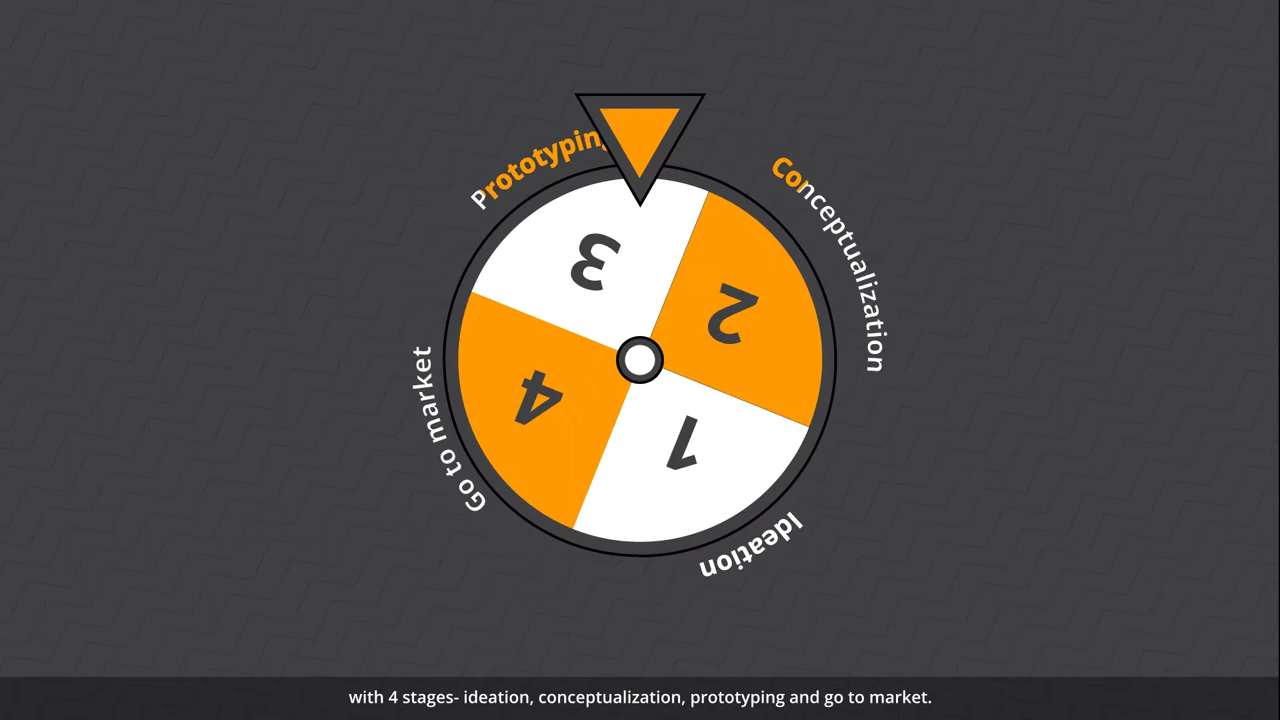 Prototyping
Conceptualization
3
2
4
1
Go to market
Ideation
with 4 stages- ideation, conceptualization, prototyping and go to market.